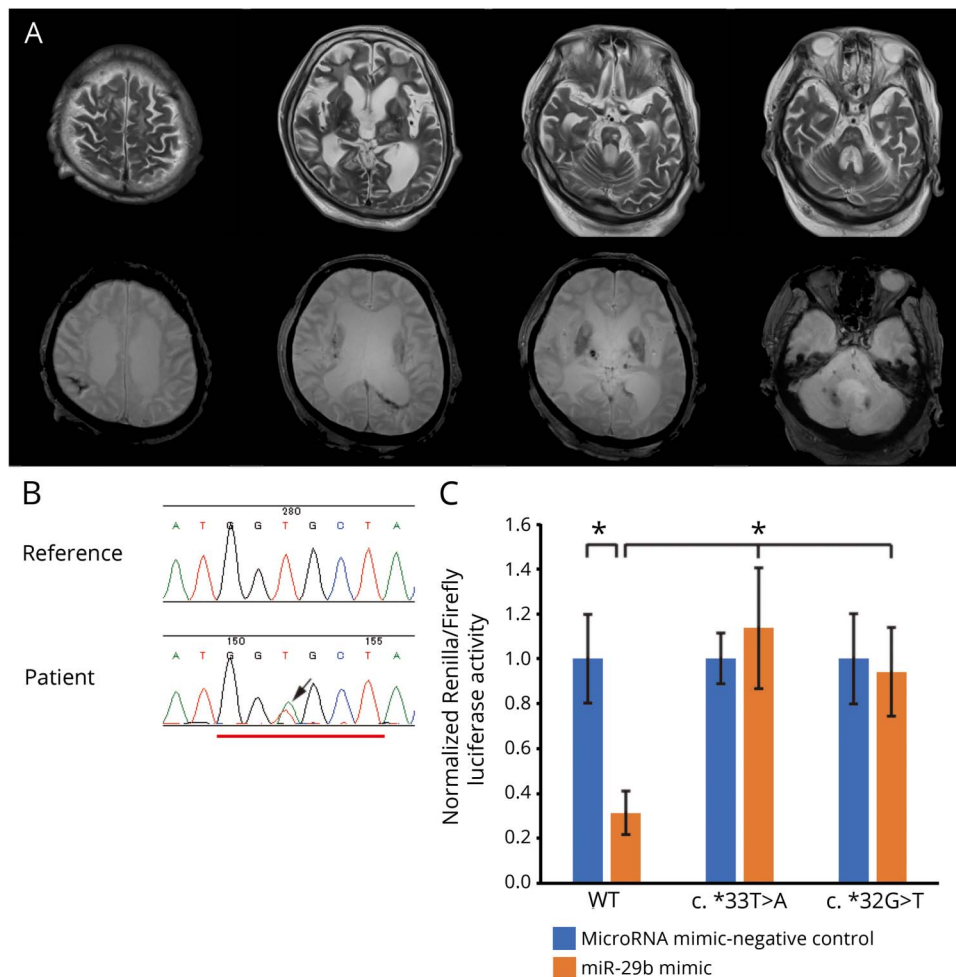 A
B
280
A T G G T G C T A
Reference
150 155
A T G G T G C T A
Patient
C
Normalized Renilla/Firefly
luciferase activity
1.6
1.4
1.2
1.0
0.8
0.6
0.4
0.2
0.0
* *
WT c. *33T>A c. *32G>T
MicroRNA mimic-negative control
miR-29b mimic